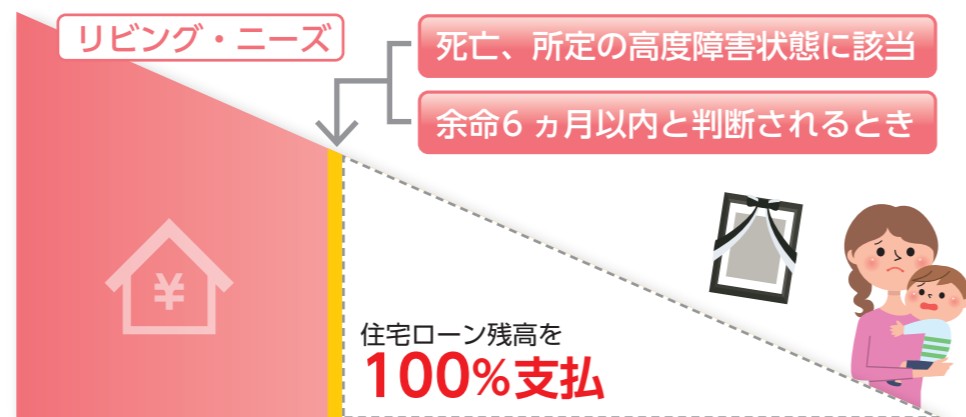 リビング・ニーズ
死亡、所定の高度障害状態に該当
余命6ヵ月以内と判断されるとき
¥
住宅ローン残高を
100%支払